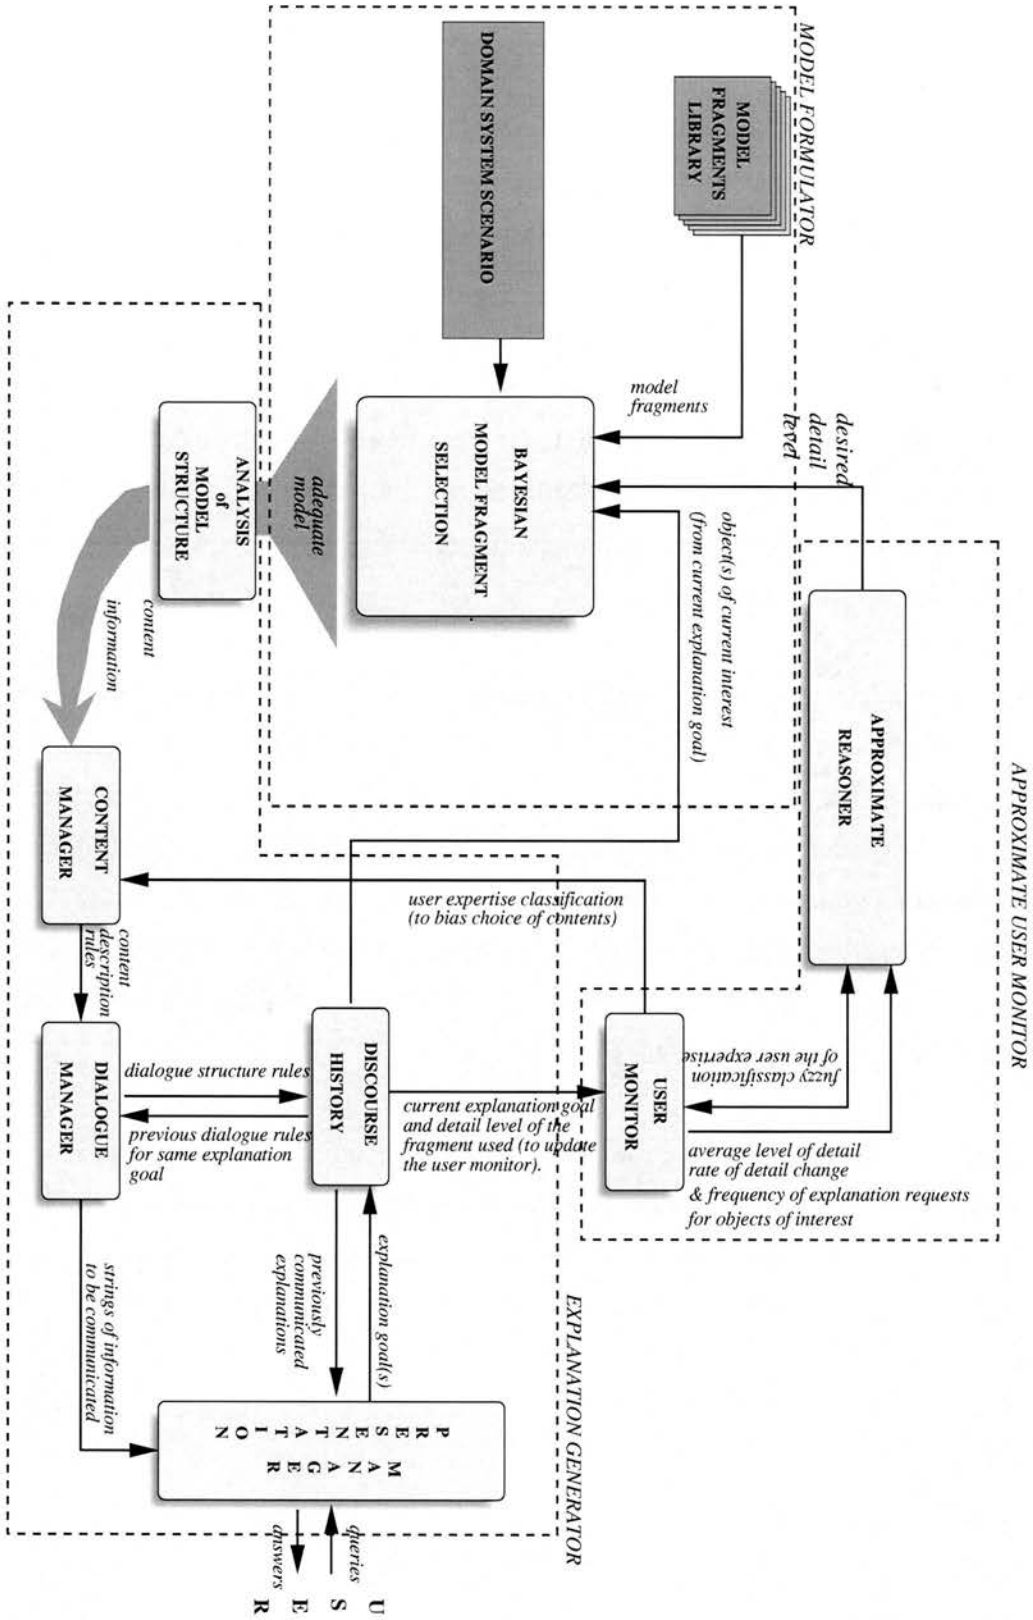 MODEL FORMULATOR
MODEL
FRAGMENTS
LIBRARY
DOMAIN SYSTEM SCENARIO
model
fragments
desired
detail
level
BAYESIAN
MODEL FRAGMENT
SELECTION
object(s) of current interest
(from current explanation goal)
adequate
model
ANALYSIS
of
MODEL
STRUCTURE
content
information
APPROXIMATE USER MONITOR
APPROXIMATE
REASONER
fuzzy classification
of the user expertise
USER
MONITOR
average level of detail
rate of detail change
& frequency of explanation requests
for objects of interest
user expertise classification
(to bias choice of contents)
CONTENT
MANAGER
content
description
rules
DIALOGUE
MANAGER
dialogue structure rules
previous dialogue rules
for same explanation
goal
DISCOURSE
HISTORY
current explanation goal
and detail level of the
fragment used (to update
the user monitor).
EXPLANATION GENERATOR
explanation goal(s)
previously
communicated
explanations
strings of information
to be communicated
PRESENTATION
MANAGER
queries
answers
USER